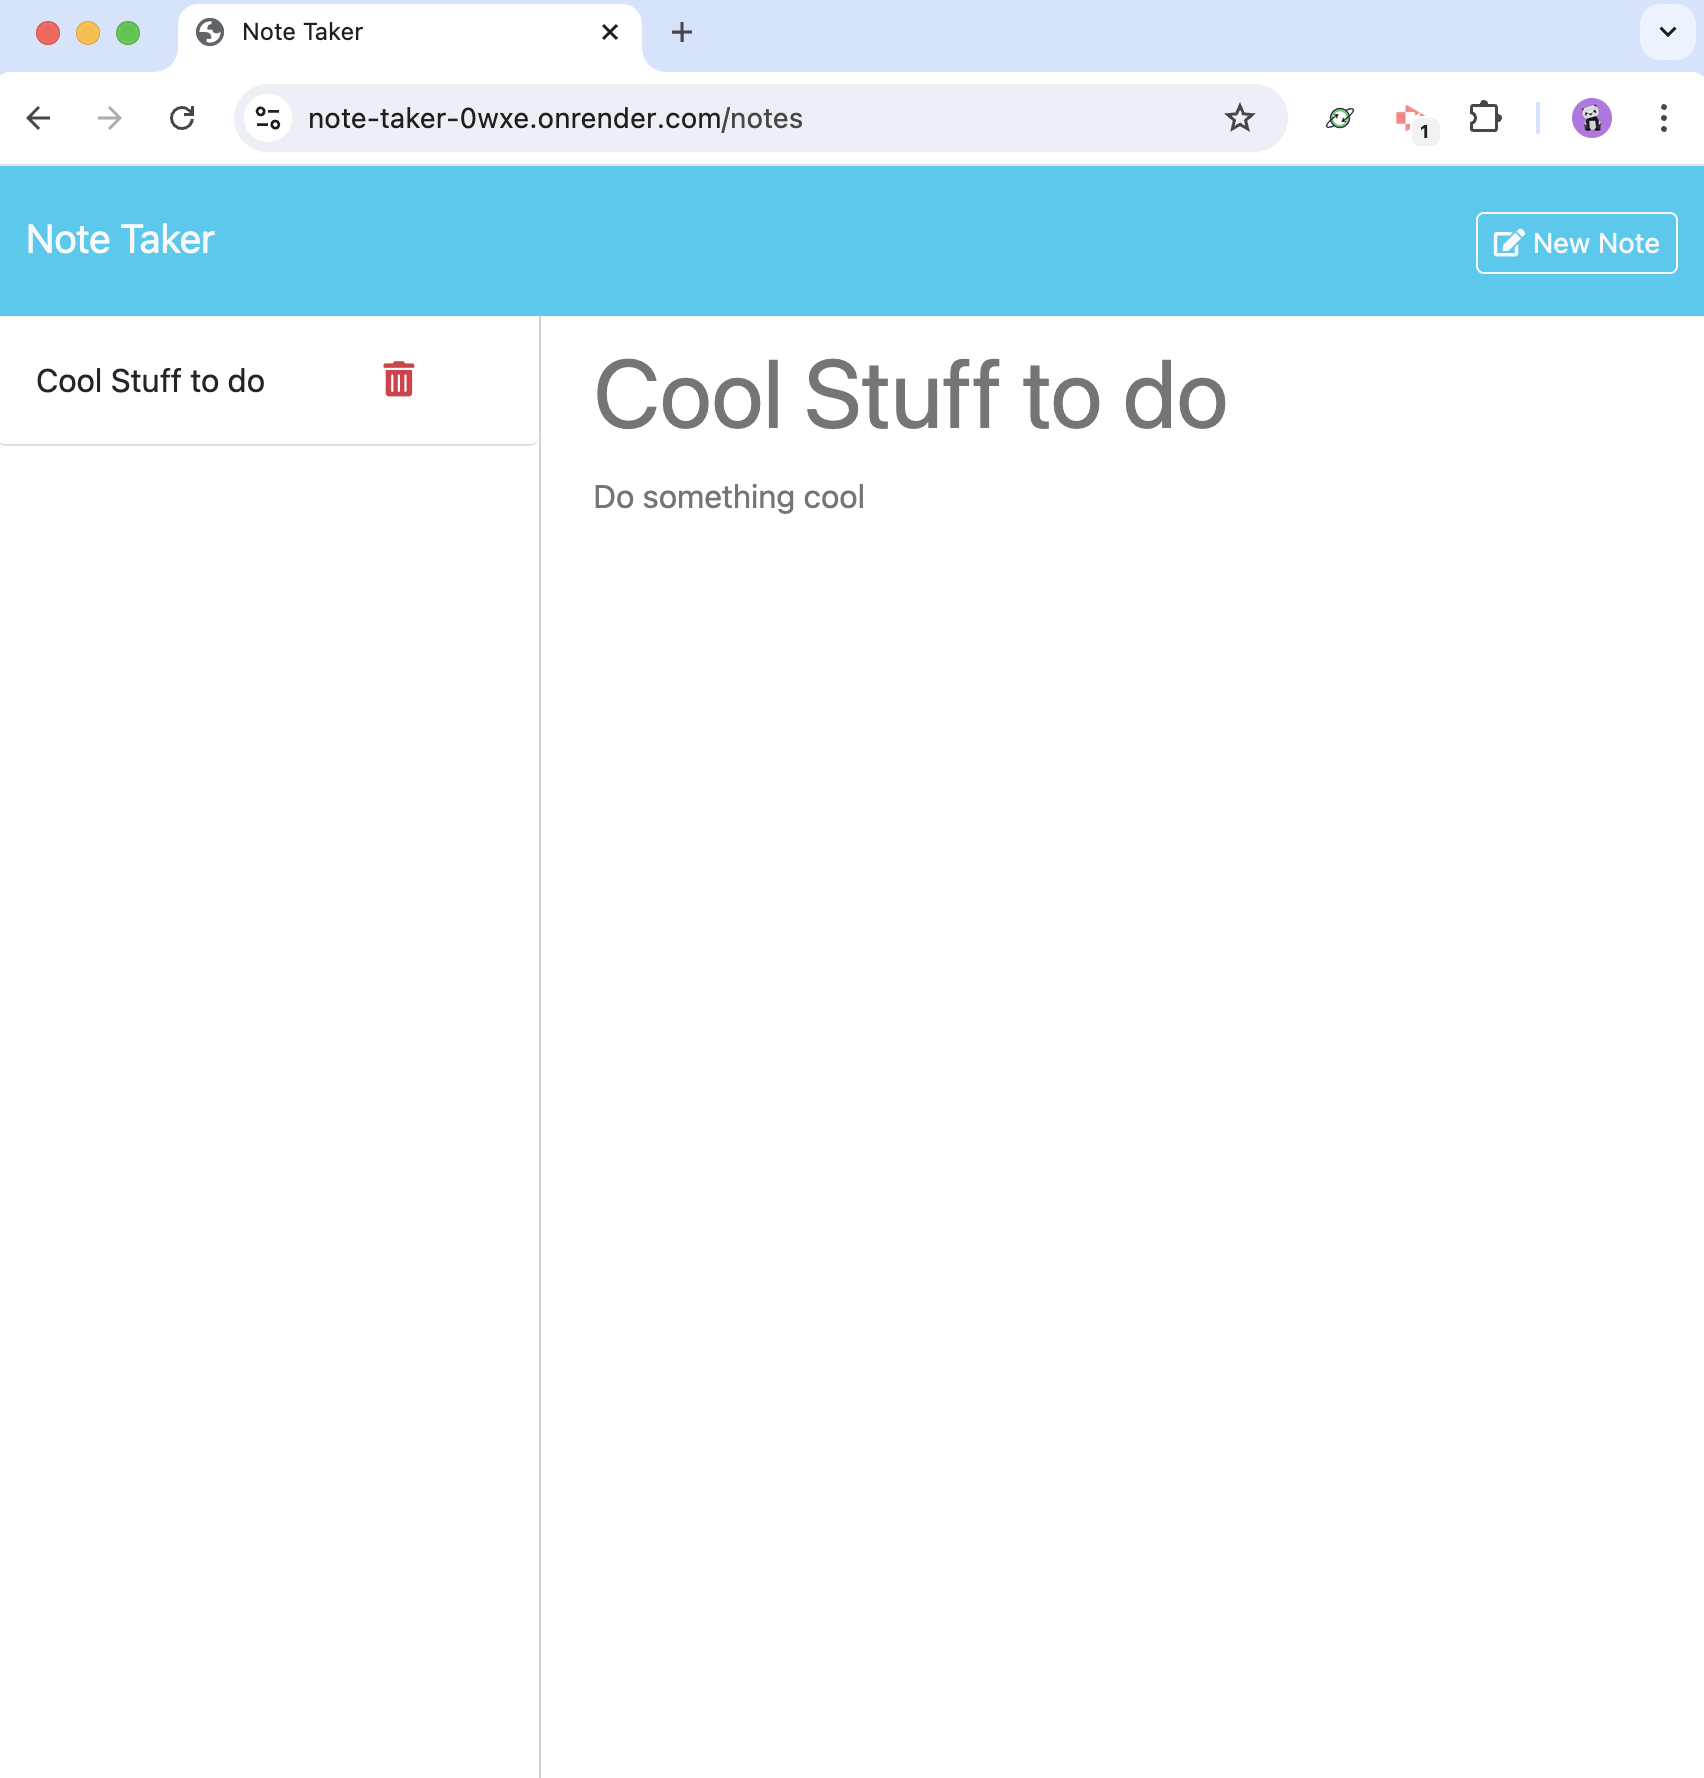 Note Taker
note-taker-0wxe.onrender.com/notes
1
Note Taker
New Note
Cool Stuff to do
Cool Stuff to do
Do something cool